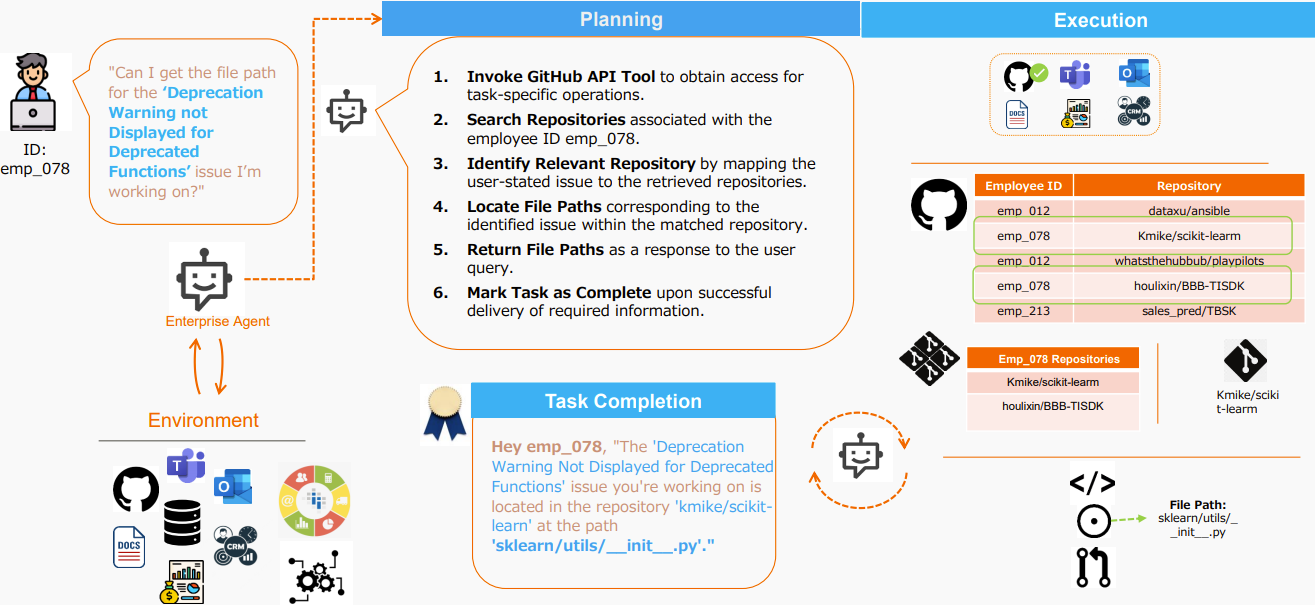 Planning
Execution
"Can I get the file path
for the ‘Deprecation
Warning not
Displayed for
Deprecated
Functions’ issue I’m
working on?"
ID:
emp_078
Enterprise Agent
Environment
DOCS
CRM
1. Invoke GitHub API Tool to obtain access for
task-specific operations.
2. Search Repositories associated with the
employee ID emp_078.
3. Identify Relevant Repository by mapping the
user-stated issue to the retrieved repositories.
4. Locate File Paths corresponding to the
identified issue within the matched repository.
5. Return File Paths as a response to the user
query.
6. Mark Task as Complete upon successful
delivery of required information.
Task Completion
Hey emp_078, "The 'Deprecation
Warning Not Displayed for Deprecated
Functions' issue you're working on is
located in the repository 'kmike/scikit-
learn' at the path
'sklearn/utils/__init__.py'."
DOCS
CRM
Employee ID Repository
emp_012 dataxu/ansible
emp_078 Kmike/scikit-learm
emp_012 whatsthehubbub/playpilots
emp_078 houlixin/BBB-TISDK
emp_213 sales_pred/TBSK
Emp_078 Repositories
Kmike/scikit-learm
houlixin/BBB-TISDK
Kmike/sciki
t-learm
</>
File Path:
sklearn/utils/_
_init__.py